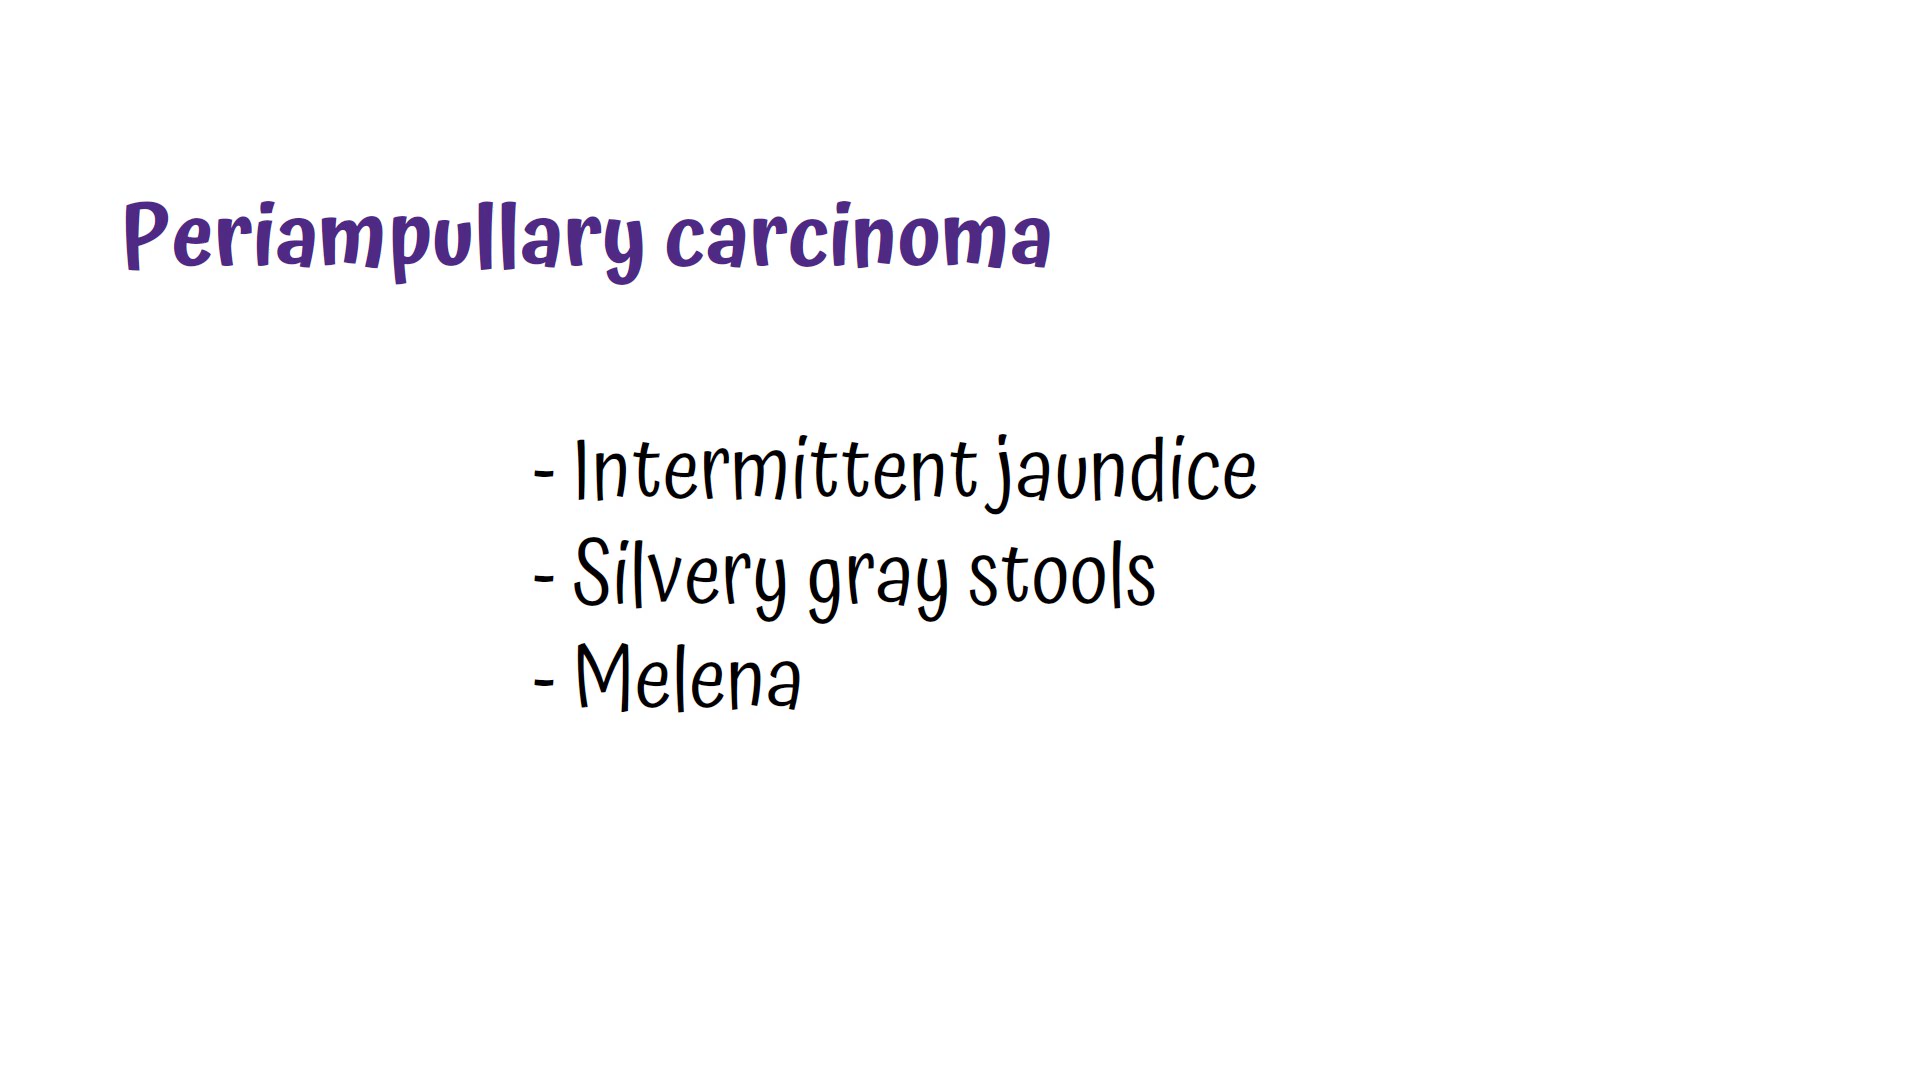 Periampullary carcinoma
- Intermittent jaundice
- Silvery gray stools
- Melena